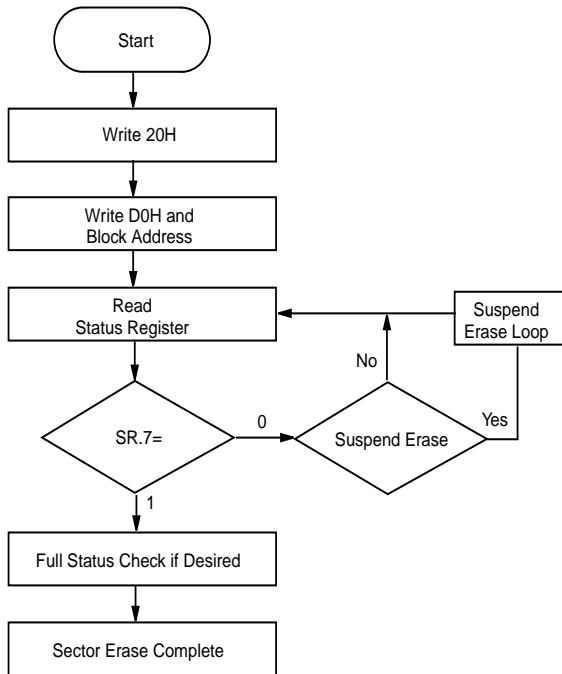 Start
Write 20H
Write D0H and
Block Address
Read
Status Register
Suspend
Erase Loop
No
SR.7=
0
Suspend Erase
Yes
1
Full Status Check if Desired
Sector Erase Complete